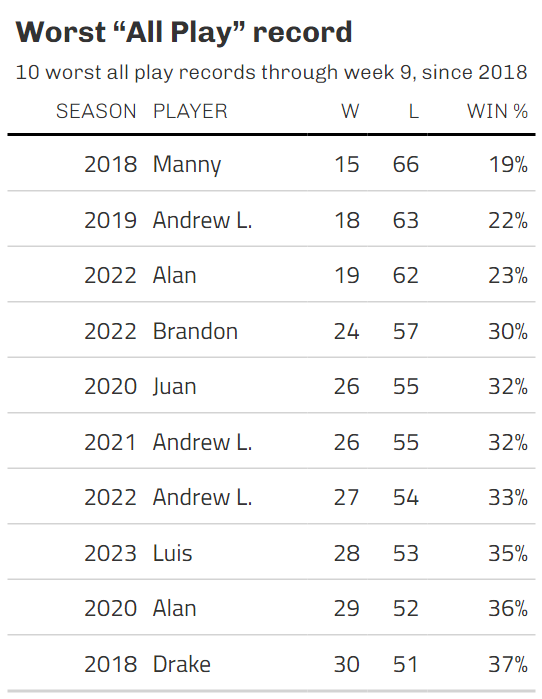 Worst “All Play” record
10 worst all play records through week 9, since 2018
SEASON PLAYER W L WIN %
2018 Manny 15 66 19%
2019 Andrew L. 18 63 22%
2022 Alan 19 62 23%
2022 Brandon 24 57 30%
2020 Juan 26 55 32%
2021 Andrew L. 26 55 32%
2022 Andrew L. 27 54 33%
2023 Luis 28 53 35%
2020 Alan 29 52 36%
2018 Drake 30 51 37%